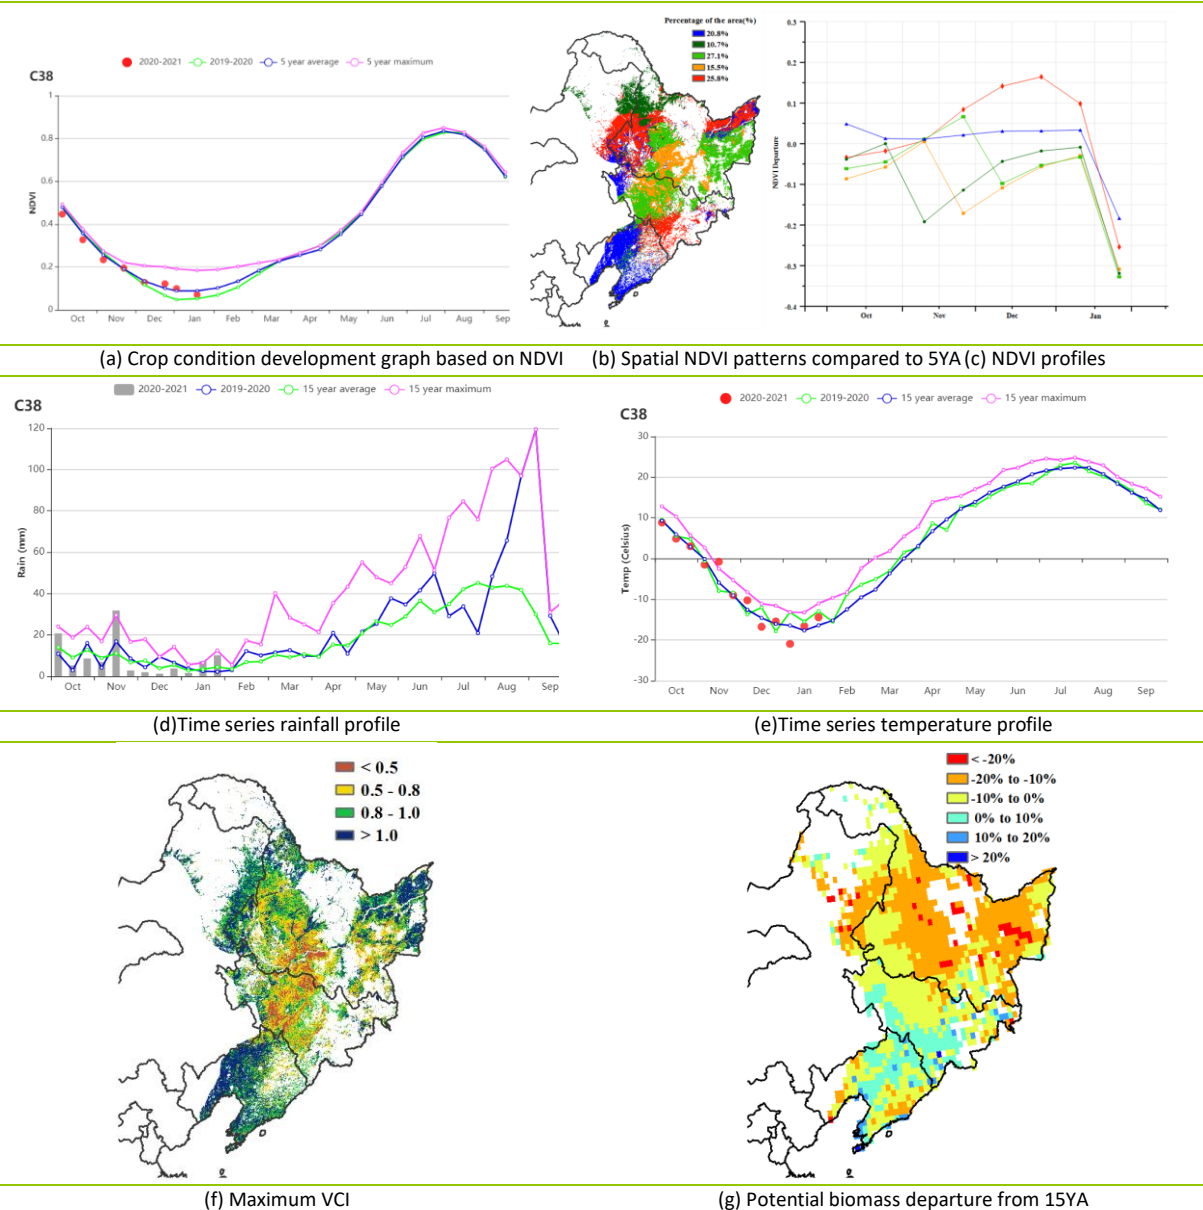 C38
2020-2021 2019-2020 5 year average 5 year maximum
NDVI
1
0.8
0.6
0.4
0.2
0
Oct Nov Dec Jan Feb Mar Apr May Jun Jul Aug Sep
Percentage of the area(%)
20.8%
10.7%
27.1%
15.5%
25.8%
NDVI Departure
0.3
0.2
0.1
0.0
-0.1
-0.2
-0.3
-0.4
Oct Nov Dec Jan
(a) Crop condition development graph based on NDVI (b) Spatial NDVI patterns compared to 5YA (c) NDVI profiles
2020-2021 2019-2020 15 year average 15 year maximum
C38
Rain (mm)
120
100
80
60
40
20
0
Oct Nov Dec Jan Feb Mar Apr May Jun Jul Aug Sep
2020-2021 2019-2020 15 year average 15 year maximum
C38
Temp (Celsius)
30
20
10
0
-10
-20
-30
Oct Nov Dec Jan Feb Mar Apr May Jun Jul Aug Sep
(d)Time series rainfall profile (e)Time series temperature profile
< 0.5
0.5 - 0.8
0.8 - 1.0
> 1.0
< -20%
-20% to -10%
-10% to 0%
0% to 10%
10% to 20%
> 20%
(f) Maximum VCI (g) Potential biomass departure from 15YA